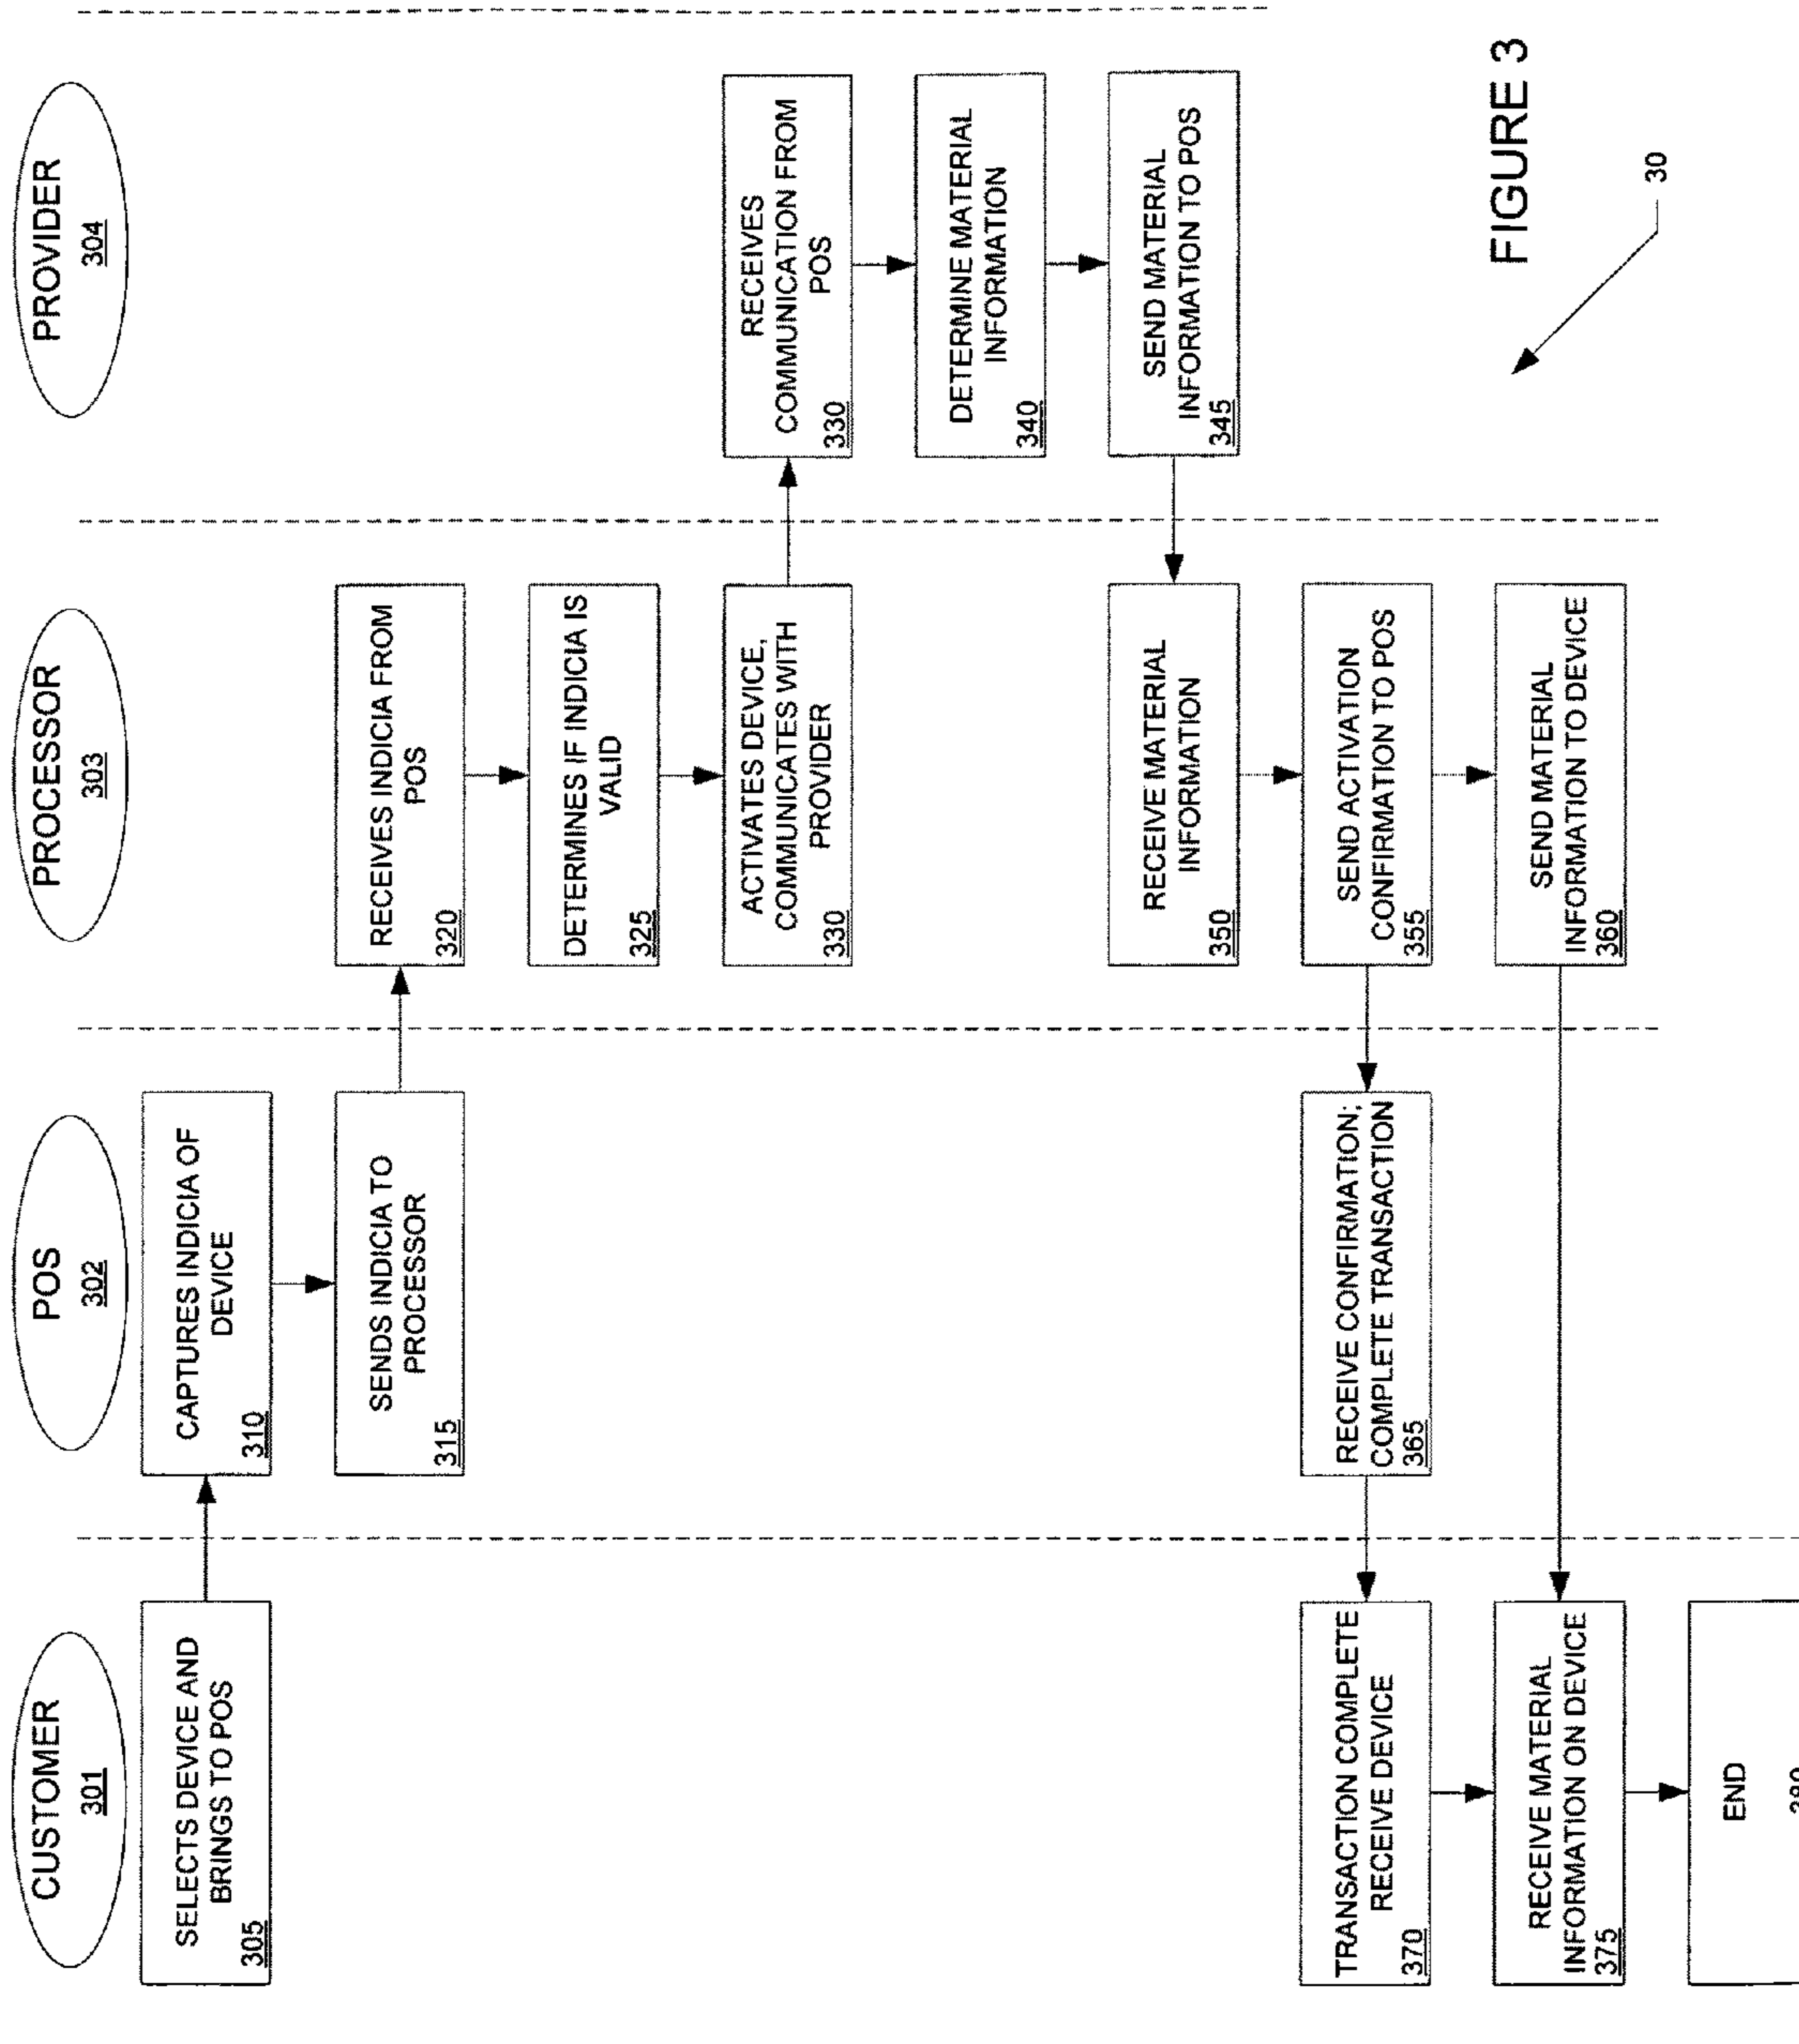 CUSTOMER
301
POS
302
PROCESSOR
303
PROVIDER
304
SELECTS DEVICE AND
BRINGS TO POS
305
CAPTURES INDICIA OF
DEVICE
310
SENDS INDICIA TO
PROCESSOR
315
RECEIVES INDICIA FROM
POS
320
DETERMINES IF INDICIA IS
VALID
325
ACTIVATES DEVICE,
COMMUNICATES WITH
PROVIDER
330
RECEIVES
COMMUNICATION FROM
POS
330
DETERMINE MATERIAL
INFORMATION
340
SEND MATERIAL
INFORMATION TO POS
345
RECEIVE MATERIAL
INFORMATION
350
SEND ACTIVATION
CONFIRMATION TO POS
355
SEND MATERIAL
INFORMATION TO DEVICE
360
RECEIVE CONFIRMATION;
COMPLETE TRANSACTION
365
TRANSACTION COMPLETE
RECEIVE DEVICE
370
RECEIVE MATERIAL
INFORMATION ON DEVICE
375
END
FIGURE 3
30